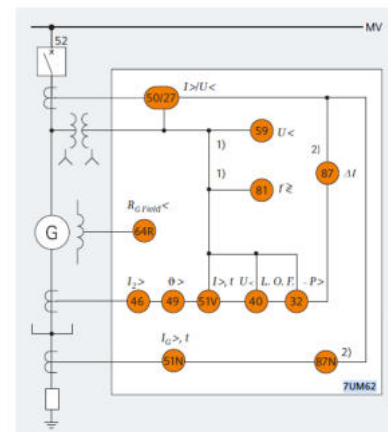 MV
52
I>/U<
50/27
59 U<
1)
2)
87 ΔI
1)
81 f≷
R_G Field<
64R
G
I₂> ϑ> I>, t U< L. O. F. –P>
46 49 51V 40 32
I_G>, t
51N 87N 2)
7UM62